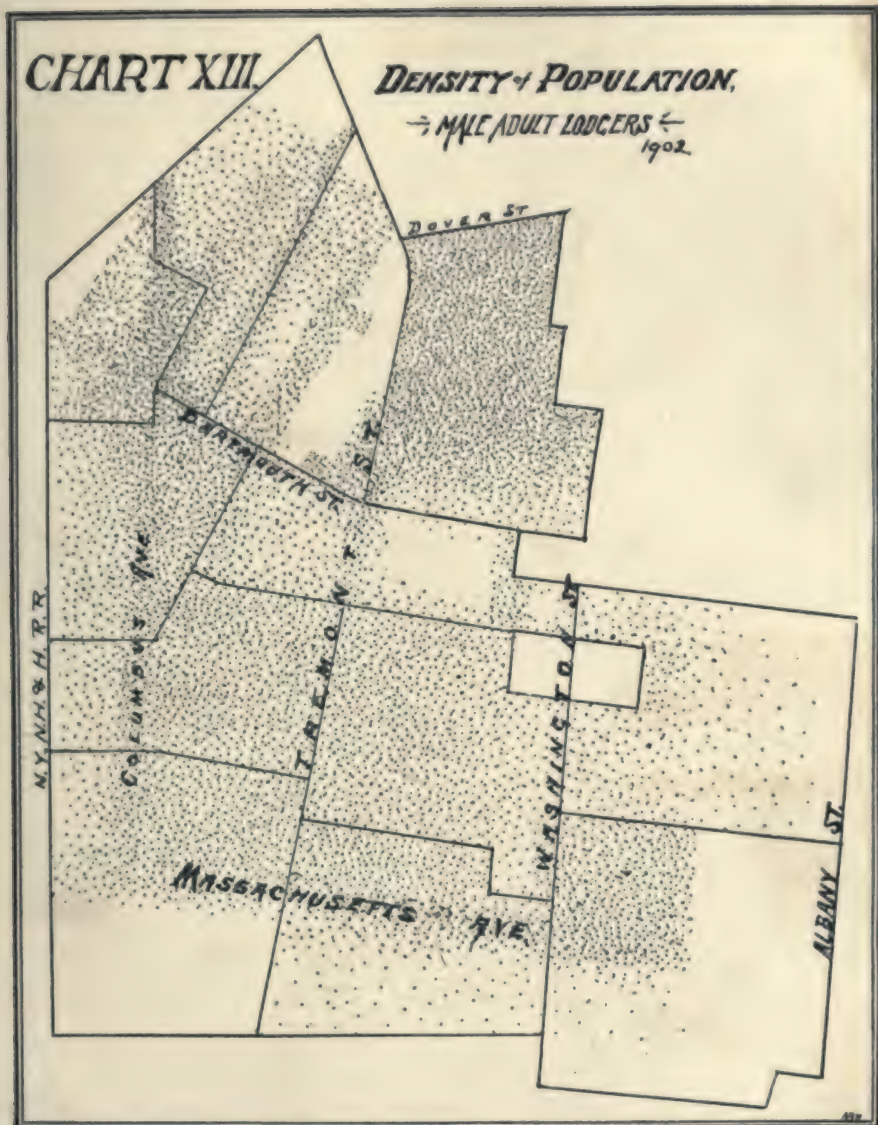 CHART XIII.
DENSITY of POPULATION.
MALE ADULT LODGERS
1902
DOVER ST
DARTMOUTH ST.
TREMONT ST.
COLUMBUS AVE
N.Y. N.H. & H. R.R.
WASHINGTON ST
MASSACHUSETTS AVE.
ALBANY ST.